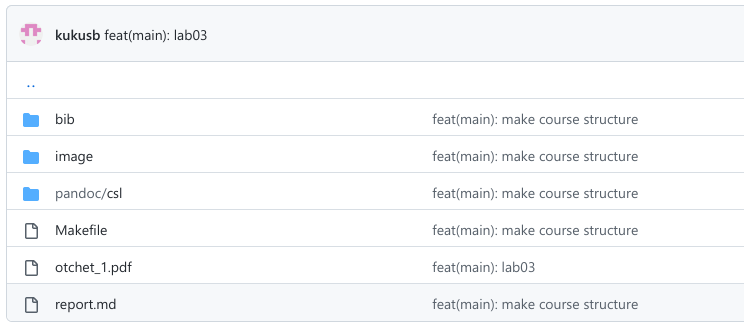 kukusb feat(main): lab03
..
bib feat(main): make course structure
image feat(main): make course structure
pandoc/csl feat(main): make course structure
Makefile feat(main): make course structure
otchet_1.pdf feat(main): lab03
report.md feat(main): make course structure